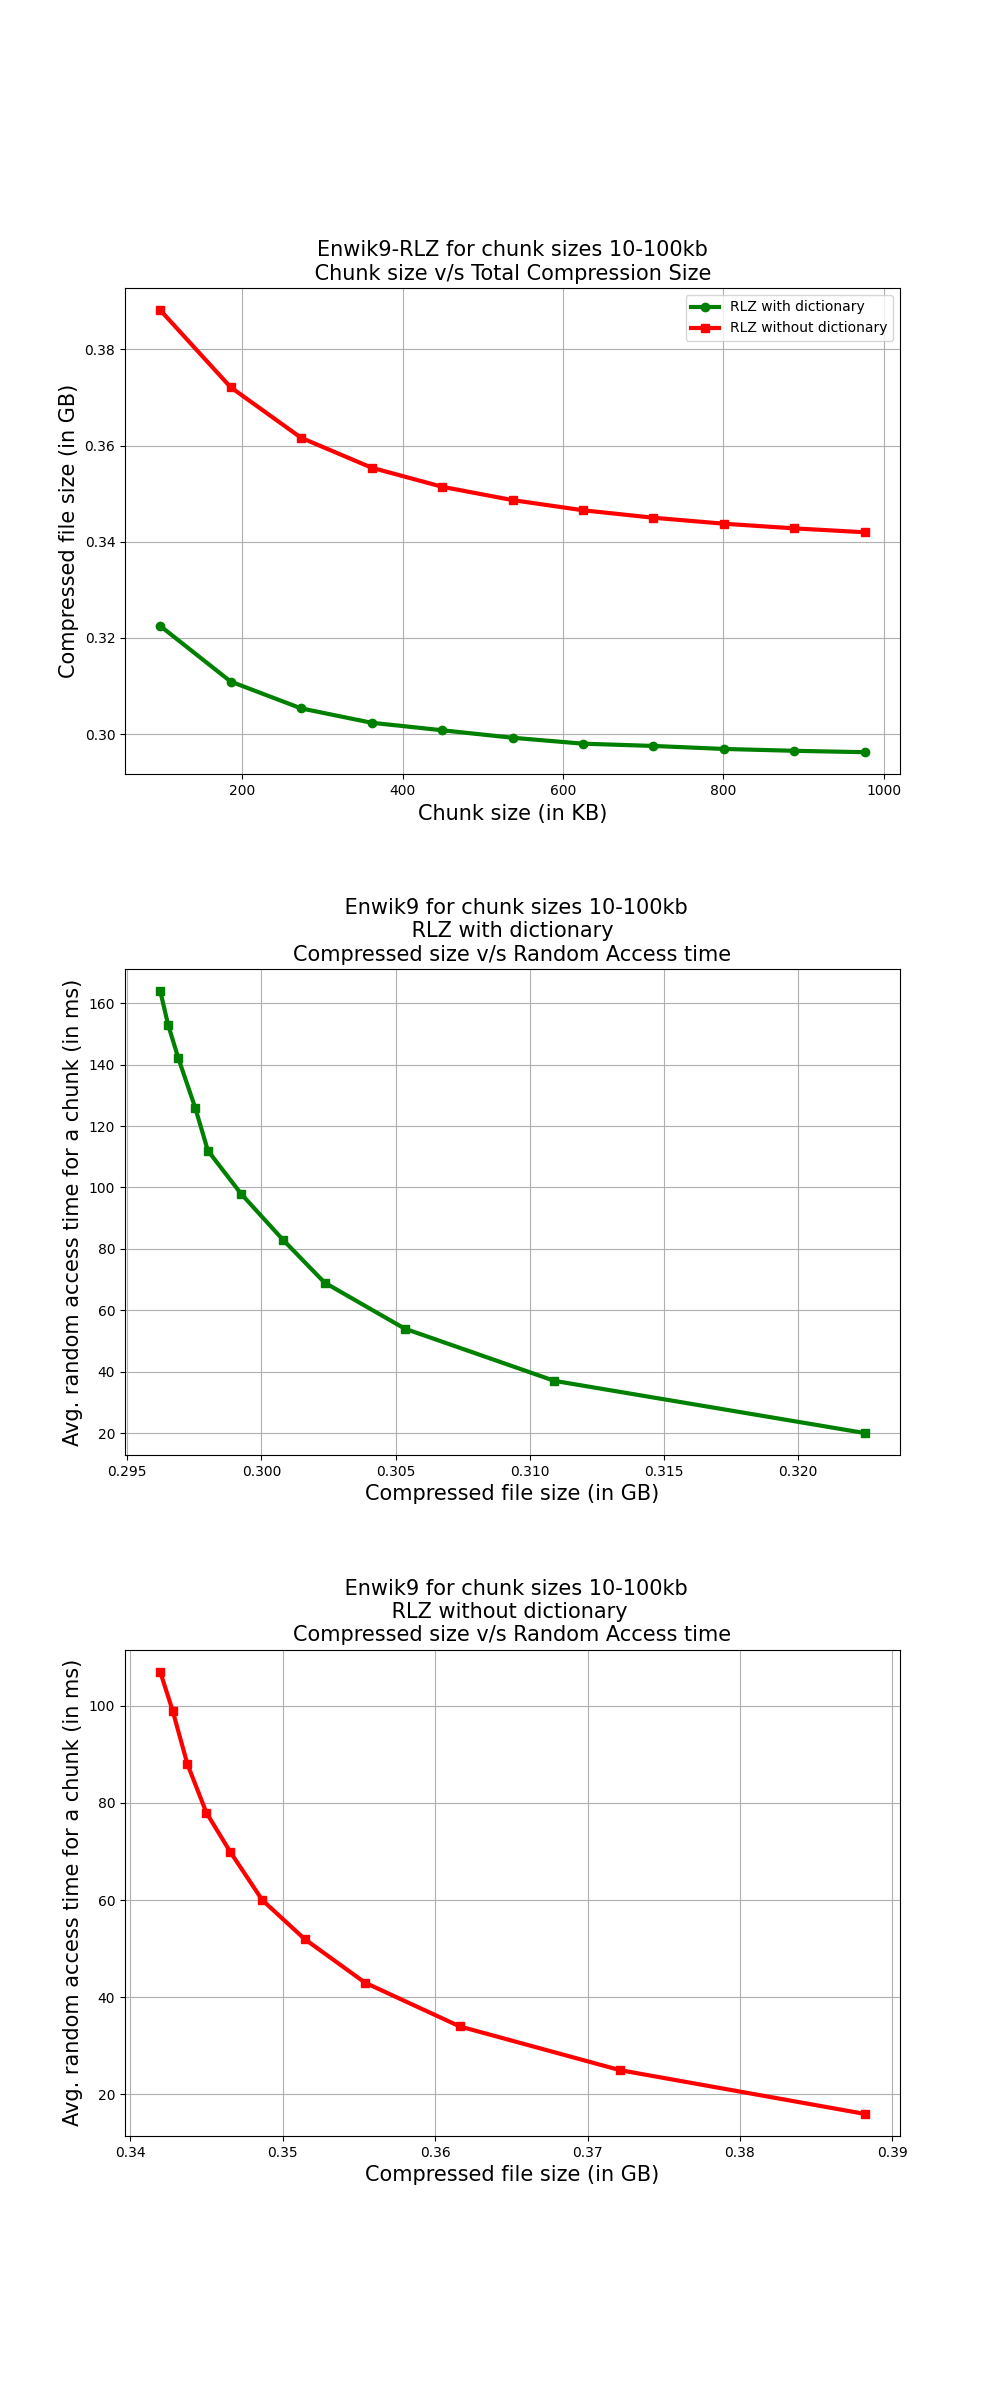 Enwik9-RLZ for chunk sizes 10-100kb
Chunk size v/s Total Compression Size
RLZ with dictionary
RLZ without dictionary
Compressed file size (in GB)
0.38
0.36
0.34
0.32
0.30
200 400 600 800 1000
Chunk size (in KB)
Enwik9 for chunk sizes 10-100kb
RLZ with dictionary
Compressed size v/s Random Access time
Avg. random access time for a chunk (in ms)
160
140
120
100
80
60
40
20
0.295 0.300 0.305 0.310 0.315 0.320
Compressed file size (in GB)
Enwik9 for chunk sizes 10-100kb
RLZ without dictionary
Compressed size v/s Random Access time
Avg. random access time for a chunk (in ms)
100
80
60
40
20
0.34 0.35 0.36 0.37 0.38 0.39
Compressed file size (in GB)